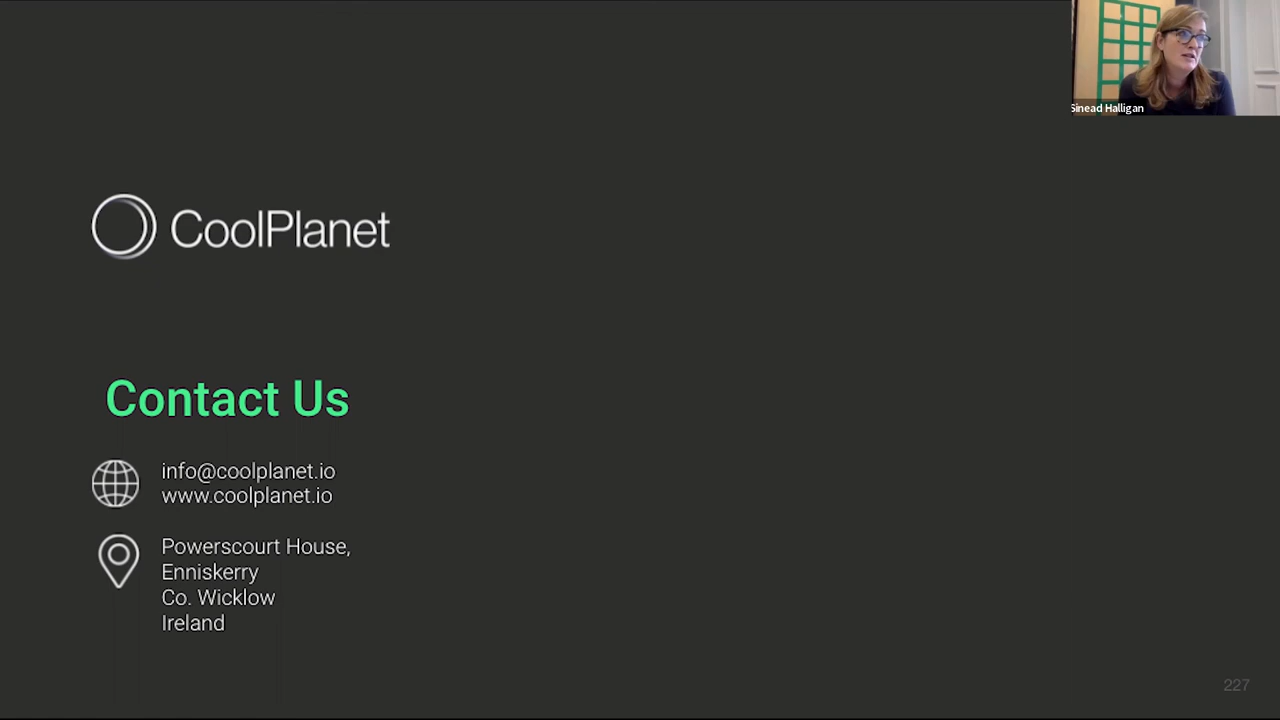 Sinead Halligan
CoolPlanet
Contact Us
info@coolplanet.io
www.coolplanet.io
Powerscourt House,
Enniskerry
Co. Wicklow
Ireland
227